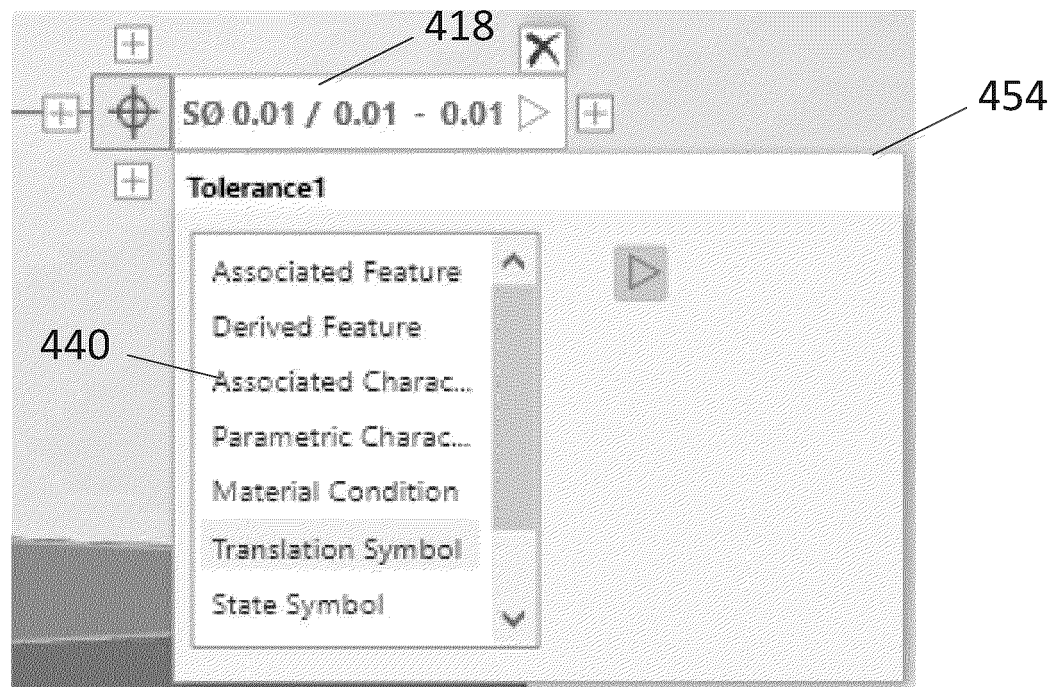 418
SØ 0.01 / 0.01 - 0.01
454
Tolerance1
Associated Feature
Derived Feature
440
Associated Charac...
Parametric Charac...
Material Condition
Translation Symbol
State Symbol